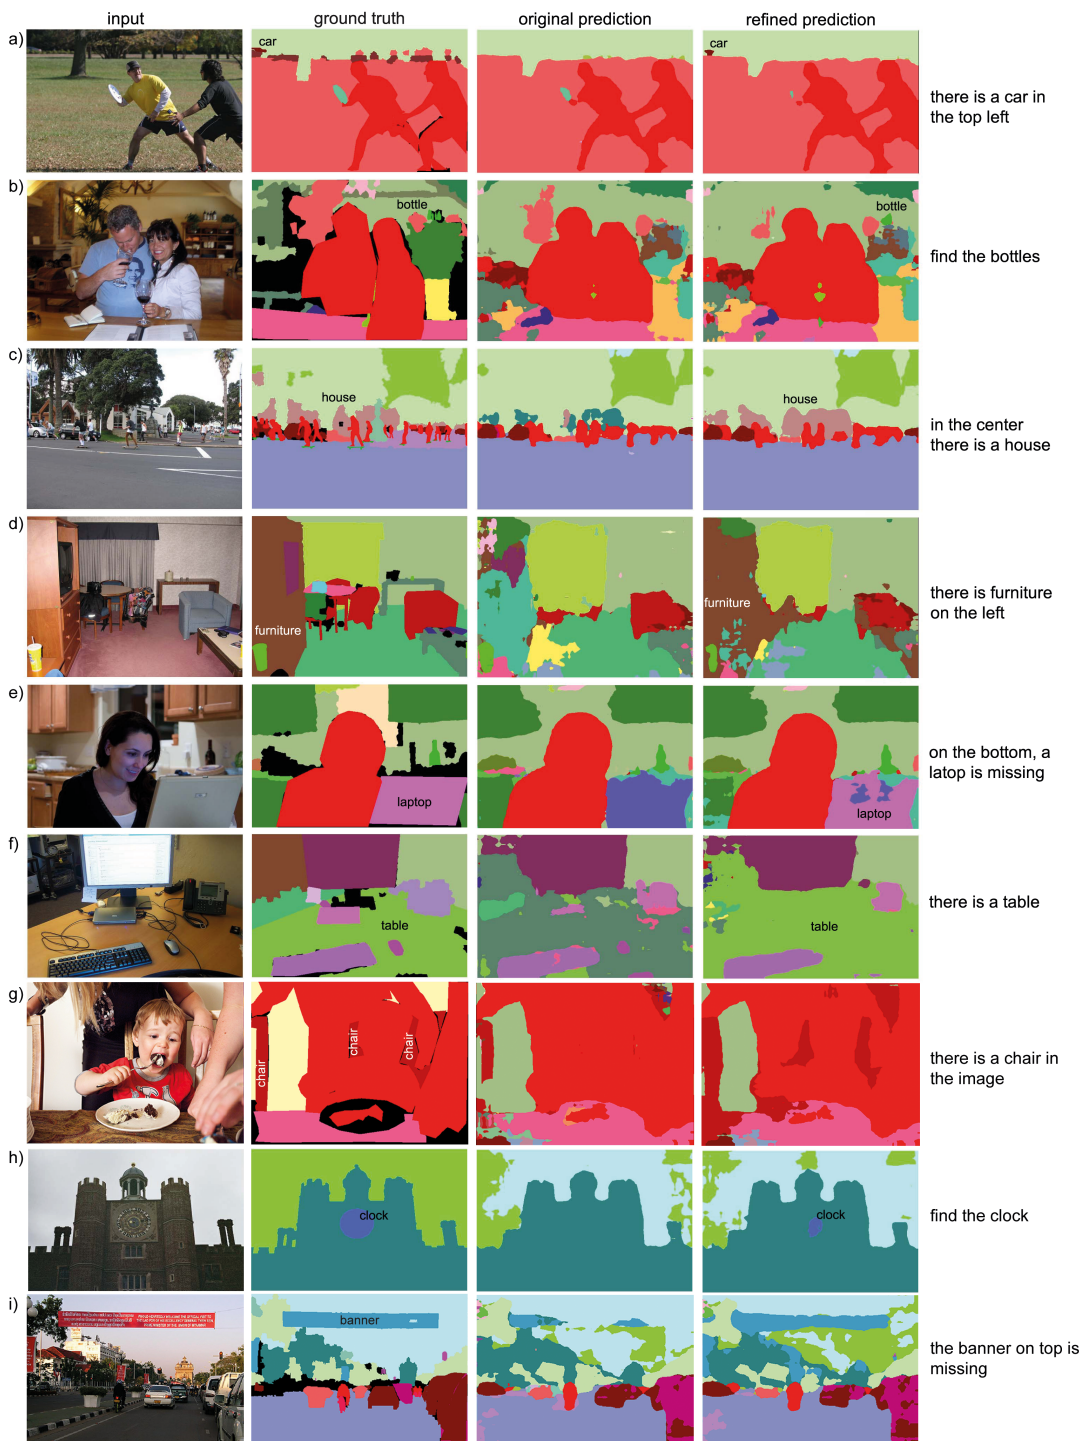 input ground truth original prediction refined prediction
a)
car
car
there is a car in
the top left
b)
bottle
bottle
find the bottles
c)
house
house
in the center
there is a house
d)
furniture
furniture
there is furniture
on the left
e)
laptop
laptop
on the bottom, a
latop is missing
f)
table
table
there is a table
g)
chair
chair
chair
there is a chair in
the image
h)
clock
clock
find the clock
i)
banner
the banner on top is
missing